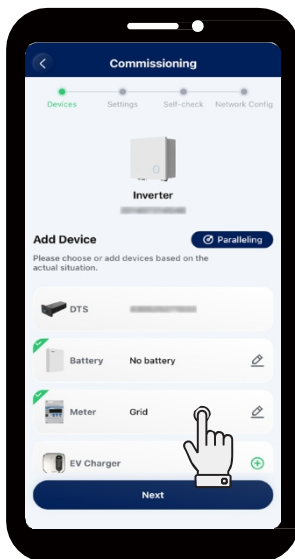 Commissioning
Devices Settings Self-check Network Config
Inverter
Add Device Paralleling
Please choose or add devices based on the
actual situation.
DTS
Battery No battery
Meter Grid
EV Charger
Next